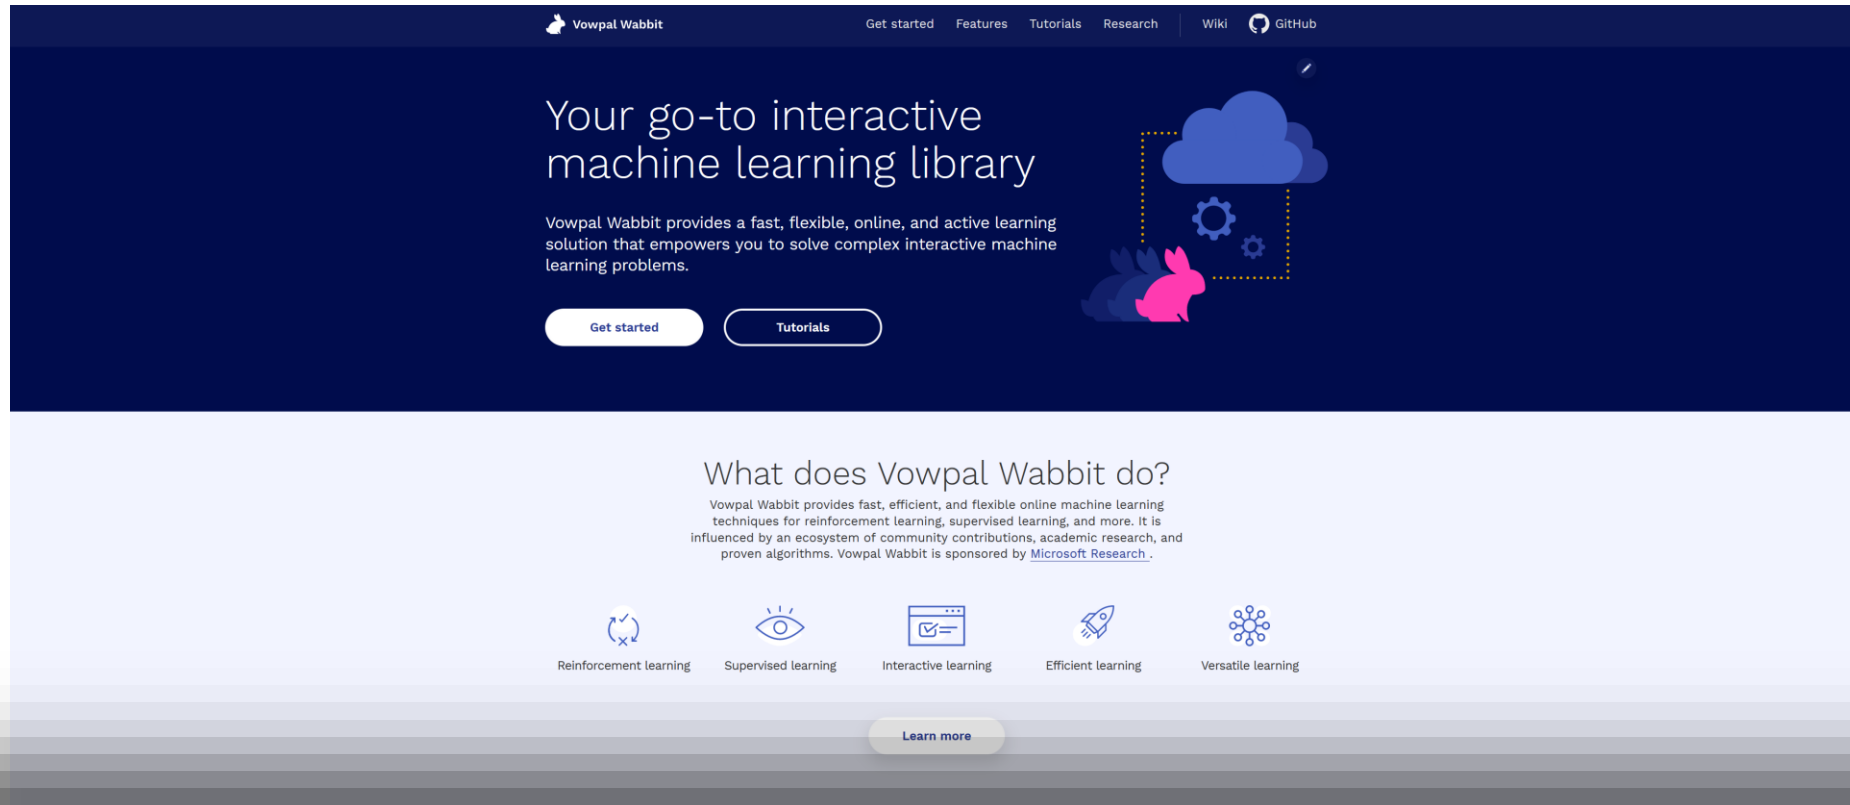 Vowpal Wabbit
Get started Features Tutorials Research Wiki GitHub
Your go-to interactive
machine learning library
Vowpal Wabbit provides a fast, flexible, online, and active learning
solution that empowers you to solve complex interactive machine
learning problems.
Get started Tutorials
What does Vowpal Wabbit do?
Vowpal Wabbit provides fast, efficient, and flexible online machine learning
techniques for reinforcement learning, supervised learning, and more. It is
influenced by an ecosystem of community contributions, academic research, and
proven algorithms. Vowpal Wabbit is sponsored by Microsoft Research .
Reinforcement learning Supervised learning Interactive learning Efficient learning Versatile learning
Learn more